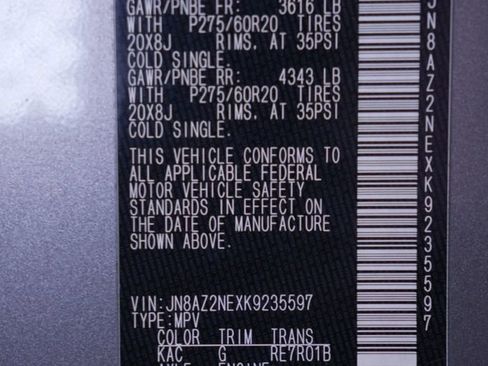 GAWR/PNBE FR: 3616 LB
WITH P275/60R20 TIRES
20X8J RIMS, AT 35PSI
COLD SINGLE.
GAWR/PNBE RR: 4343 LB
WITH P275/60R20 TIRES
20X8J RIMS, AT 35PSI
COLD SINGLE.
THIS VEHICLE CONFORMS TO
ALL APPLICABLE FEDERAL
MOTOR VEHICLE SAFETY
STANDARDS IN EFFECT ON
THE DATE OF MANUFACTURE
SHOWN ABOVE.
VIN:JN8AZ2NEXK9235597
TYPE:MPV
COLOR TRIM TRANS
KAC G RE7R01B
AXLE ENGINE
JN8AZ2NEXK9235597